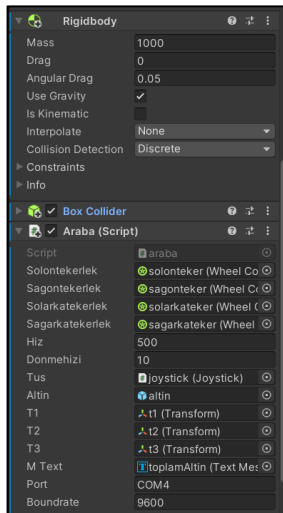 Rigidbody
Mass 1000
Drag 0
Angular Drag 0.05
Use Gravity
Is Kinematic
Interpolate None
Collision Detection Discrete
Constraints
Info
Box Collider
Araba (Script)
Script araba
Solontekerlek solonteker (Wheel Co
Sagontekerlek sagonteker (Wheel Co
Solarkatekerlek solarkateker (Wheel C
Sagarkatekerlek sagarkateker (Wheel
Hiz 500
Donmehizi 10
Tus joystick (Joystick)
Altin altin
T1 t1 (Transform)
T2 t2 (Transform)
T3 t3 (Transform)
M Text toplamAltin (Text Mes
Port COM4
Boundrate 9600